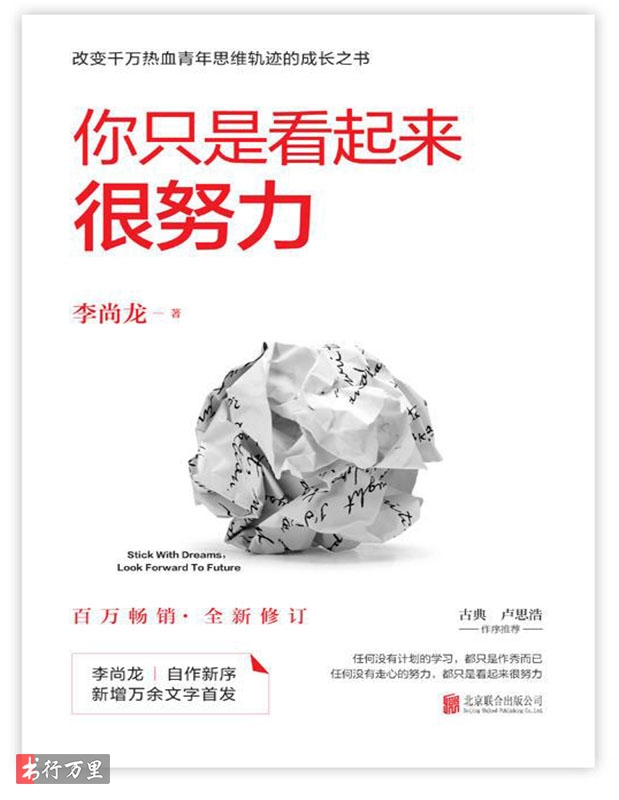 改变千万热血青年思维轨迹的成长之书
你只是看起来
很努力
李尚龙 著
Stick With Dreams,
Look Forward To Future
百万畅销·全新修订
古典 卢思浩
作序推荐
李尚龙 | 自作新序
新增万余文字首发
任何没有计划的学习，都只是作秀而已
任何没有走心的努力，都只是看起来很努力
北京联合出版公司
Beijing United Publishing Co.,Ltd.
书行万里